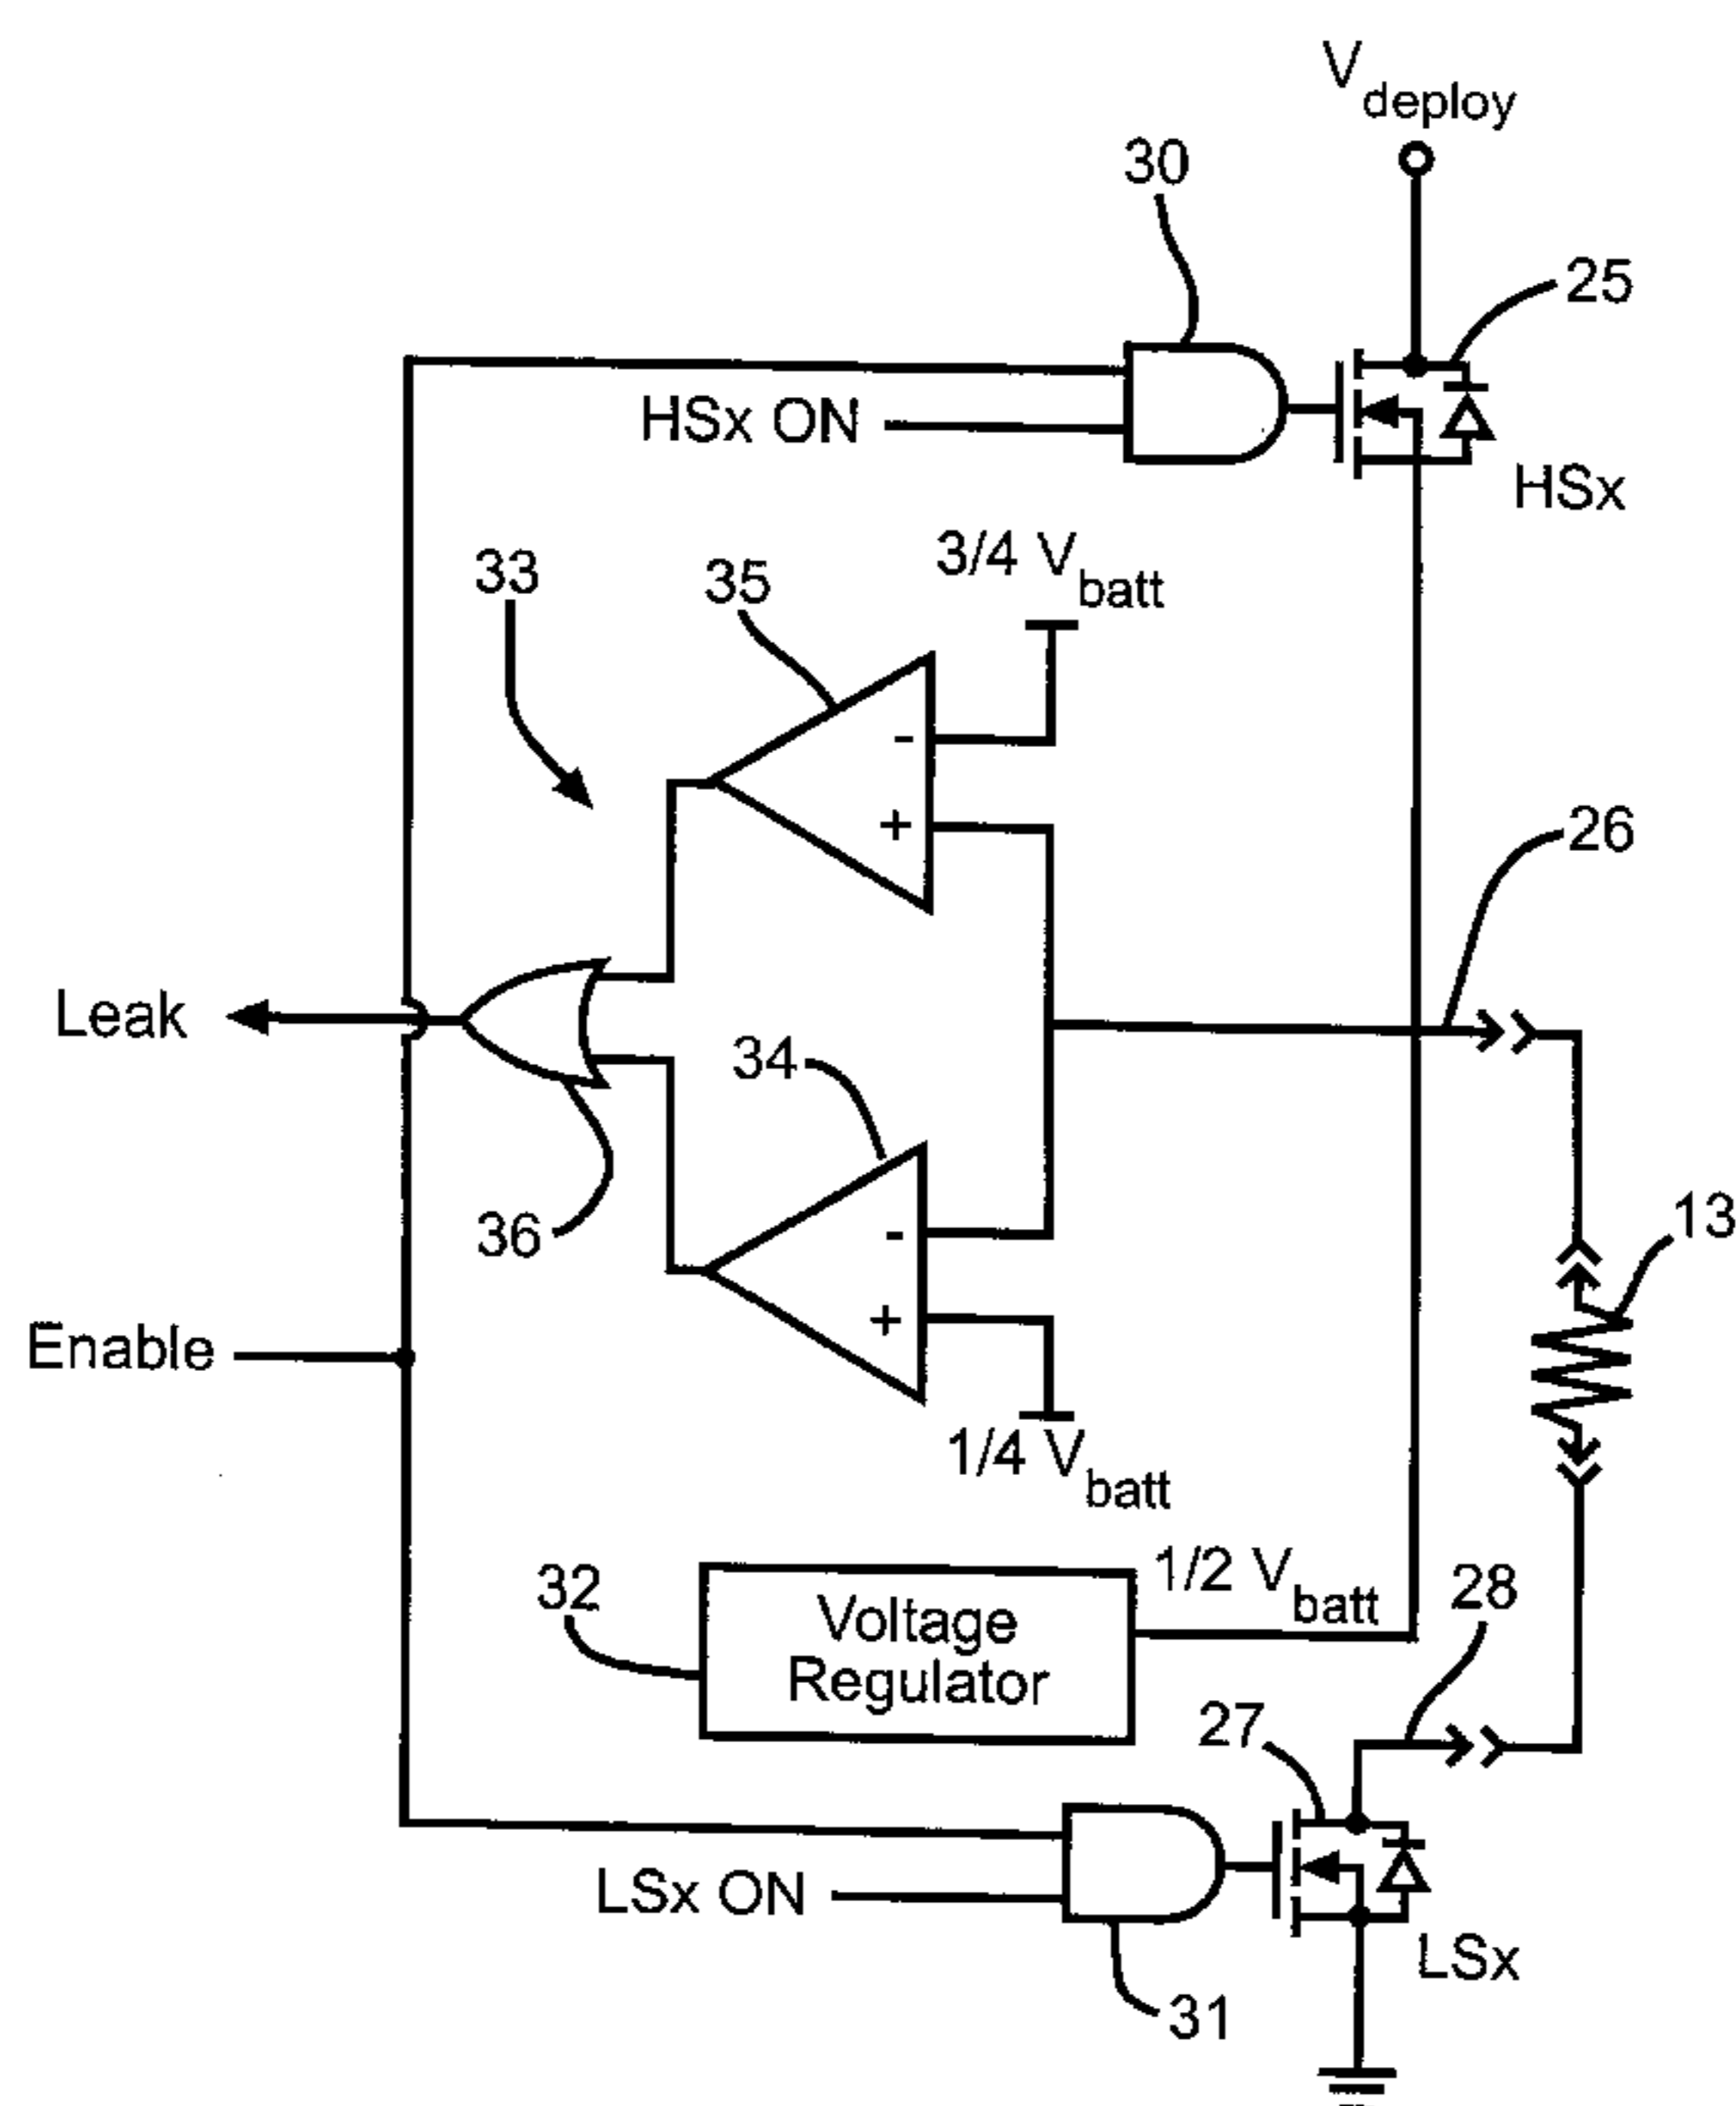 V deploy
30
25
HSx ON
HSx
3/4 V batt
33
35
26
Leak
34
36
13
Enable
1/4 V batt
32
Voltage
Regulator
1/2 V batt
28
27
LSx ON
LSx
31
-
+
-
+